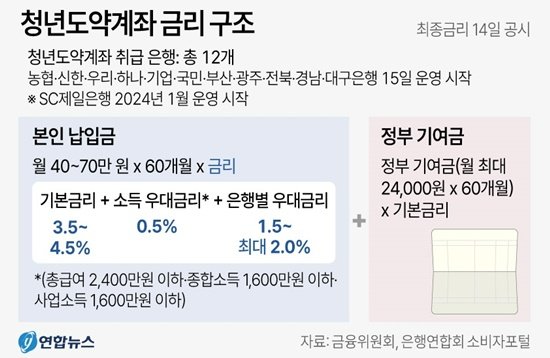 청년도약계좌 금리 구조
최종금리 14일 공시
청년도약계좌 취급 은행: 총 12개
농협·신한·우리·하나·기업·국민·부산·광주·전북·경남·대구은행 15일 운영 시작
※ SC제일은행 2024년 1월 운영 시작
본인 납입금
월 40~70만 원 x 60개월 x 금리
기본금리 + 소득 우대금리* + 은행별 우대금리
3.5~ 0.5% 1.5~
4.5% 최대 2.0%
*(총급여 2,400만원 이하·종합소득 1,600만원 이하·
사업소득 1,600만원 이하)
+
정부 기여금
정부 기여금(월 최대
24,000원 x 60개월)
x 기본금리
연합뉴스
자료: 금융위원회, 은행연합회 소비자포털